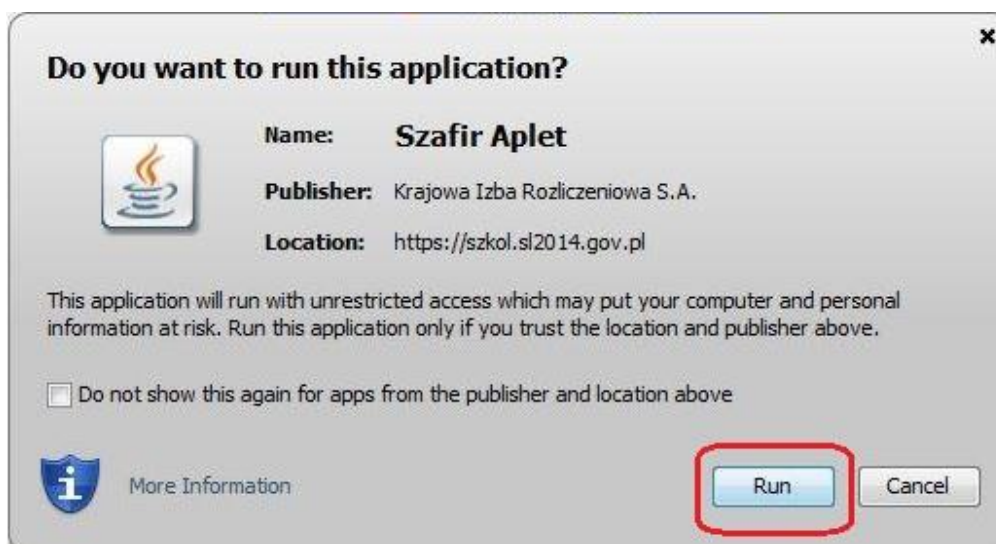 Do you want to run this application?
Name: Szafir Aplet
Publisher: Krajowa Izba Rozliczeniowa S.A.
Location: https://szkol.sl2014.gov.pl
This application will run with unrestricted access which may put your computer and personal
information at risk. Run this application only if you trust the location and publisher above.
Do not show this again for apps from the publisher and location above
More Information
Run
Cancel